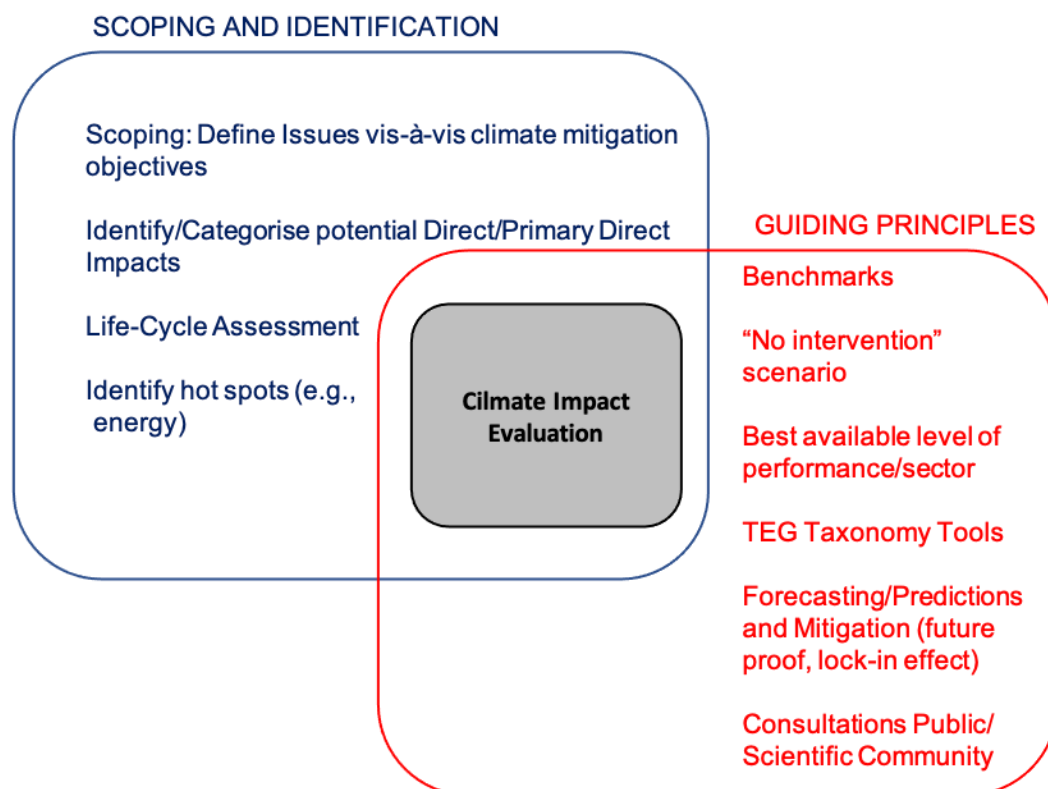 SCOPING AND IDENTIFICATION
Scoping: Define Issues vis-à-vis climate mitigation
objectives
Identify/Categorise potential Direct/Primary Direct
Impacts
Life-Cycle Assessment
Identify hot spots (e.g.,
energy)
Cilmate Impact
Evaluation
GUIDING PRINCIPLES
Benchmarks
“No intervention”
scenario
Best available level of
performance/sector
TEG Taxonomy Tools
Forecasting/Predictions
and Mitigation (future
proof, lock-in effect)
Consultations Public/
Scientific Community